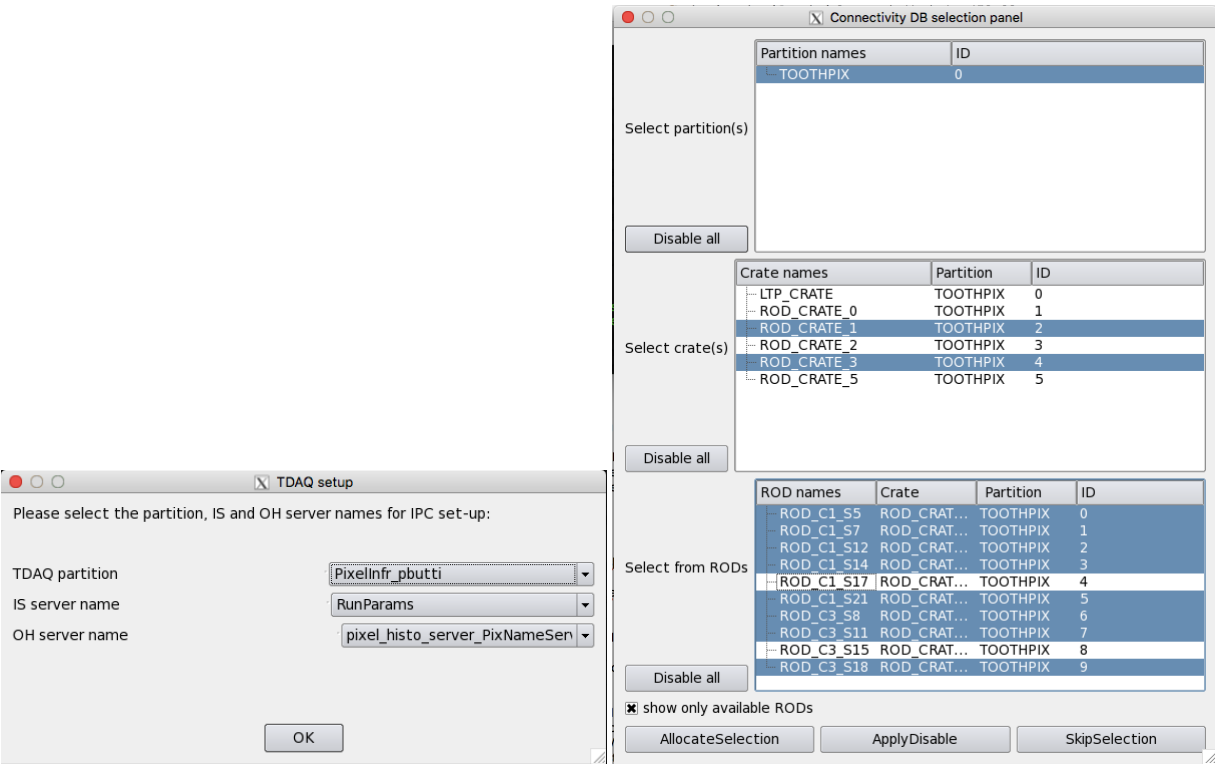 TDAQ setup
Please select the partition, IS and OH server names for IPC set-up:
TDAQ partition PixelInfr_pbutti
IS server name RunParams
OH server name pixel_histo_server_PixNameSer
OK
Connectivity DB selection panel
Partition names ID
TOOTHPIX 0
Select partition(s)
Disable all
Crate names Partition ID
LTP_CRATE TOOTHPIX 0
ROD_CRATE_0 TOOTHPIX 1
ROD_CRATE_1 TOOTHPIX 2
ROD_CRATE_2 TOOTHPIX 3
Select crate(s)
ROD_CRATE_3 TOOTHPIX 4
ROD_CRATE_5 TOOTHPIX 5
Disable all
ROD names Crate Partition ID
ROD_C1_S5 ROD_CRAT... TOOTHPIX 0
ROD_C1_S7 ROD_CRAT... TOOTHPIX 1
ROD_C1_S12 ROD_CRAT... TOOTHPIX 2
ROD_C1_S14 ROD_CRAT... TOOTHPIX 3
Select from RODs
ROD_C1_S17 ROD_CRAT... TOOTHPIX 4
ROD_C1_S21 ROD_CRAT... TOOTHPIX 5
ROD_C3_S8 ROD_CRAT... TOOTHPIX 6
ROD_C3_S11 ROD_CRAT... TOOTHPIX 7
ROD_C3_S15 ROD_CRAT... TOOTHPIX 8
ROD_C3_S18 ROD_CRAT... TOOTHPIX 9
Disable all
show only available RODs
AllocateSelection ApplyDisable SkipSelection